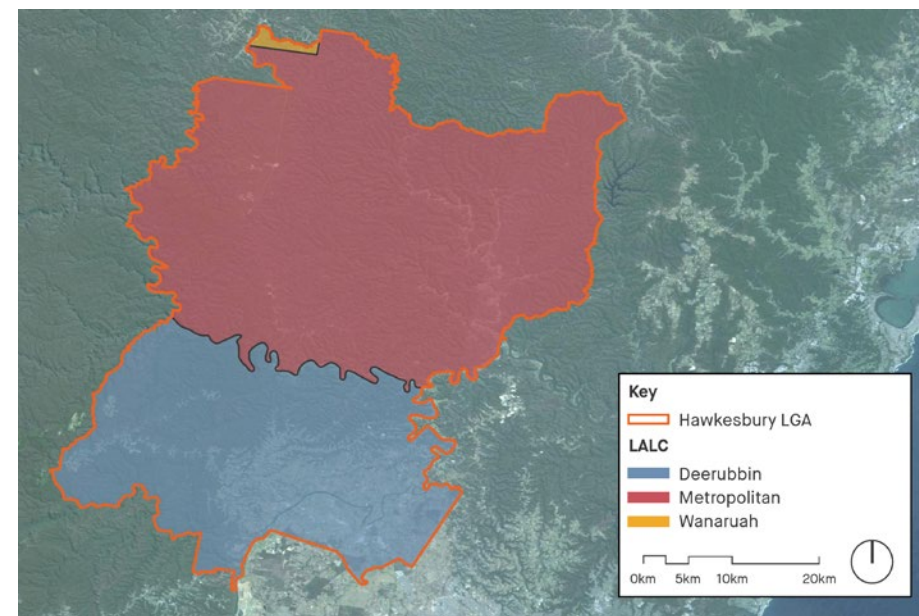 Key
Hawkesbury LGA
LALC
Deerubbin
Metropolitan
Wanaruah
0km 5km 10km 20km